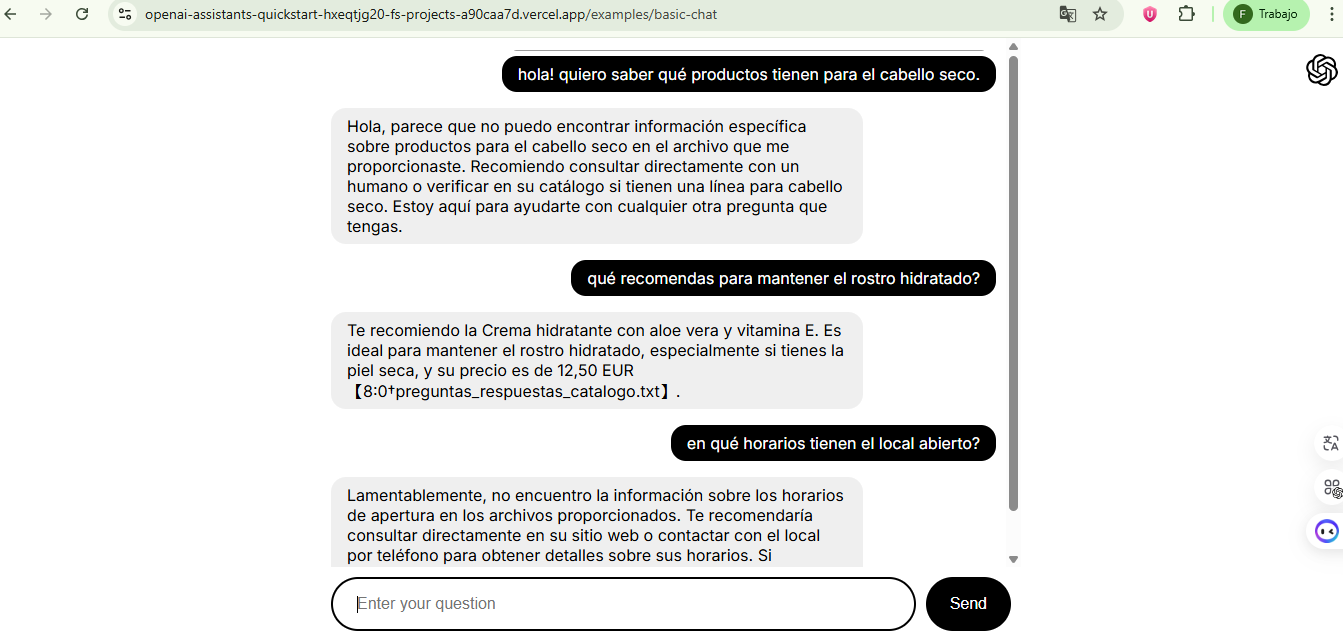 openai-assistants-quickstart-hxeqtjg20-fs-projects-a90caa7d.vercel.app/examples/basic-chat
F Trabajo
hola! quiero saber qué productos tienen para el cabello seco.
Hola, parece que no puedo encontrar información específica
sobre productos para el cabello seco en el archivo que me
proporcionaste. Recomiendo consultar directamente con un
humano o verificar en su catálogo si tienen una línea para cabello
seco. Estoy aquí para ayudarte con cualquier otra pregunta que
tengas.
qué recomendas para mantener el rostro hidratado?
Te recomiendo la Crema hidratante con aloe vera y vitamina E. Es
ideal para mantener el rostro hidratado, especialmente si tienes la
piel seca, y su precio es de 12,50 EUR
【8:0†preguntas_respuestas_catalogo.txt】.
en qué horarios tienen el local abierto?
Lamentablemente, no encuentro la información sobre los horarios
de apertura en los archivos proporcionados. Te recomendaría
consultar directamente en su sitio web o contactar con el local
por teléfono para obtener detalles sobre sus horarios. Si
Enter your question
Send